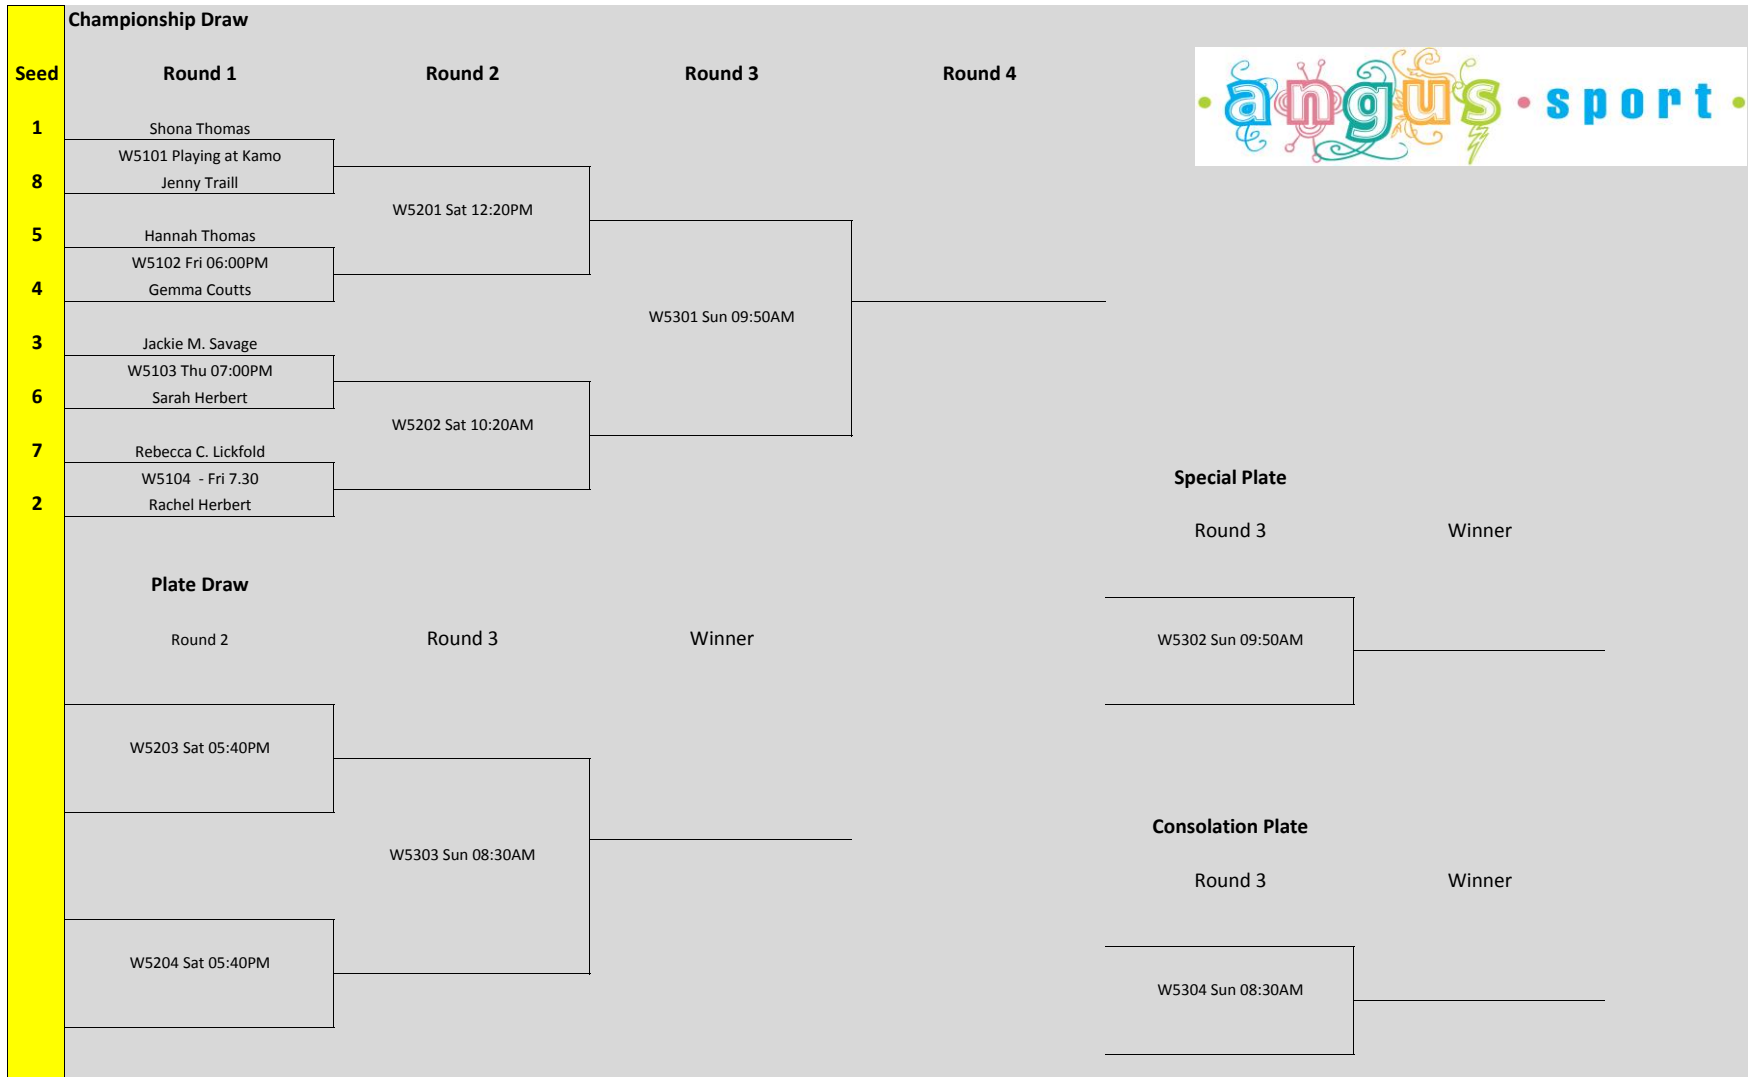 Championship Draw
Seed Round 1 Round 2 Round 3 Round 4
angus • sport •
1 Shona Thomas
W5101 Playing at Kamo
8 Jenny Traill
W5201 Sat 12:20PM
5 Hannah Thomas
W5102 Fri 06:00PM
4 Gemma Coutts
W5301 Sun 09:50AM
3 Jackie M. Savage
W5103 Thu 07:00PM
6 Sarah Herbert
W5202 Sat 10:20AM
7 Rebecca C. Lickfold
W5104 - Fri 7.30
2 Rachel Herbert
Special Plate
Round 3 Winner
W5302 Sun 09:50AM
Plate Draw
Round 2 Round 3 Winner
W5203 Sat 05:40PM
W5303 Sun 08:30AM
W5204 Sat 05:40PM
Consolation Plate
Round 3 Winner
W5304 Sun 08:30AM